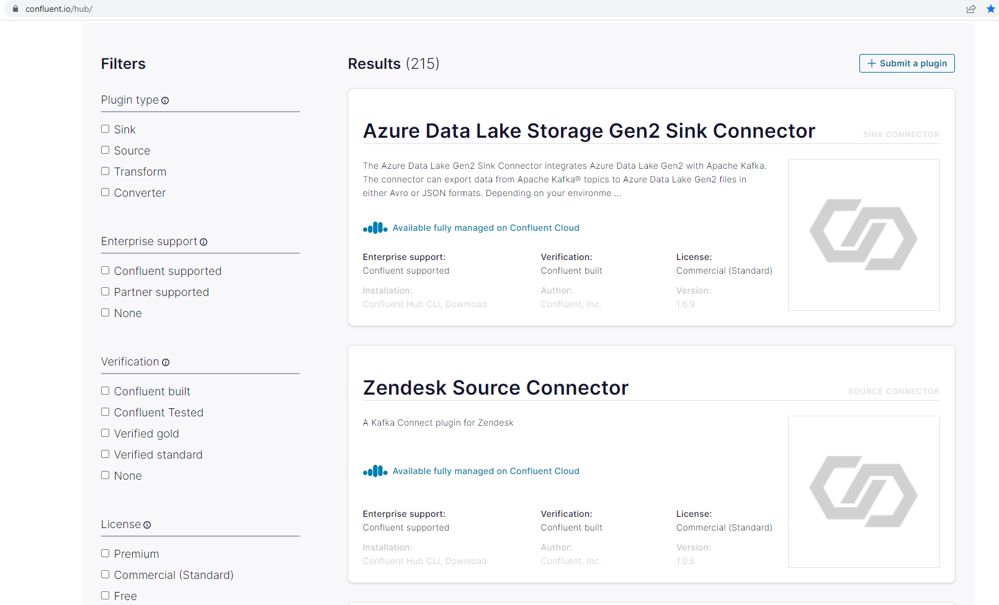 confluent.io/hub/
Filters
Plugin type
Sink
Source
Transform
Converter
Enterprise support
Confluent supported
Partner supported
None
Verification
Confluent built
Confluent Tested
Verified gold
Verified standard
None
License
Premium
Commercial (Standard)
Free
Results (215)
Submit a plugin
Azure Data Lake Storage Gen2 Sink Connector
SINK CONNECTOR
The Azure Data Lake Gen2 Sink Connector integrates Azure Data Lake Gen2 with Apache Kafka.
The connector can export data from Apache Kafka® topics to Azure Data Lake Gen2 files in
either Avro or JSON formats. Depending on your environme ...
Available fully managed on Confluent Cloud
Enterprise support:
Confluent supported
Verification:
Confluent built
License:
Commercial (Standard)
Installation:
Confluent Hub CLI, Download
Author:
Confluent, Inc.
Version:
1.6.9
Zendesk Source Connector
SOURCE CONNECTOR
A Kafka Connect plugin for Zendesk
Available fully managed on Confluent Cloud
Enterprise support:
Confluent supported
Verification:
Confluent built
License:
Commercial (Standard)
Installation:
Confluent Hub CLI, Download
Author:
Confluent, Inc.
Version:
1.0.6